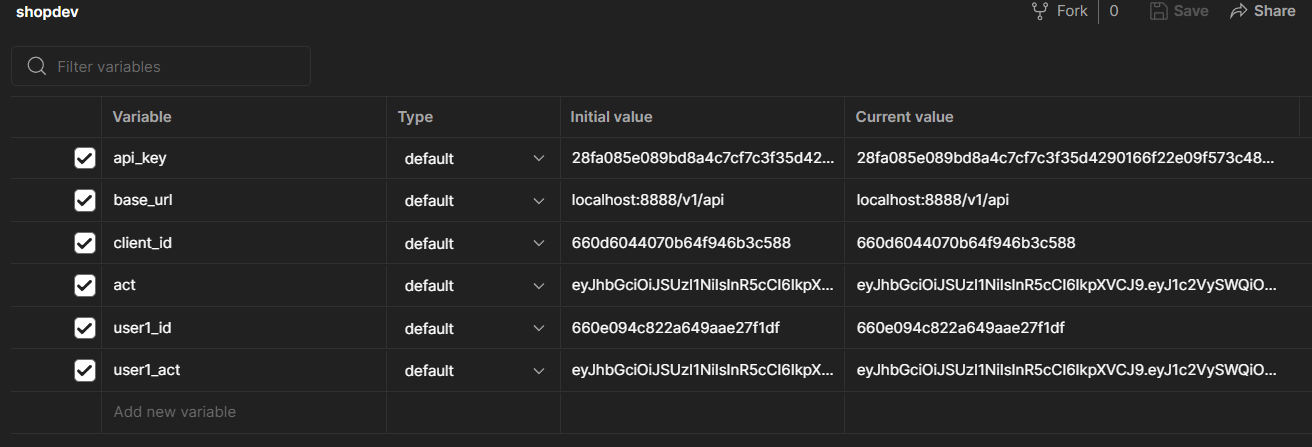 shopdev Fork 0 Save Share
Filter variables
Variable Type Initial value Current value
api_key default 28fa085e089bd8a4c7cf7c3f35d42... 28fa085e089bd8a4c7cf7c3f35d4290166f22e09f573c48...
base_url default localhost:8888/v1/api localhost:8888/v1/api
client_id default 660d6044070b64f946b3c588 660d6044070b64f946b3c588
act default eyJhbGciOiJSUzI1NiIsInR5cCI6IkpX... eyJhbGciOiJSUzI1NiIsInR5cCI6IkpXVCJ9.eyJ1c2VySWQiO...
user1_id default 660e094c822a649aae27f1df 660e094c822a649aae27f1df
user1_act default eyJhbGciOiJSUzI1NiIsInR5cCI6IkpX... eyJhbGciOiJSUzI1NiIsInR5cCI6IkpXVCJ9.eyJ1c2VySWQiO...
Add new variable